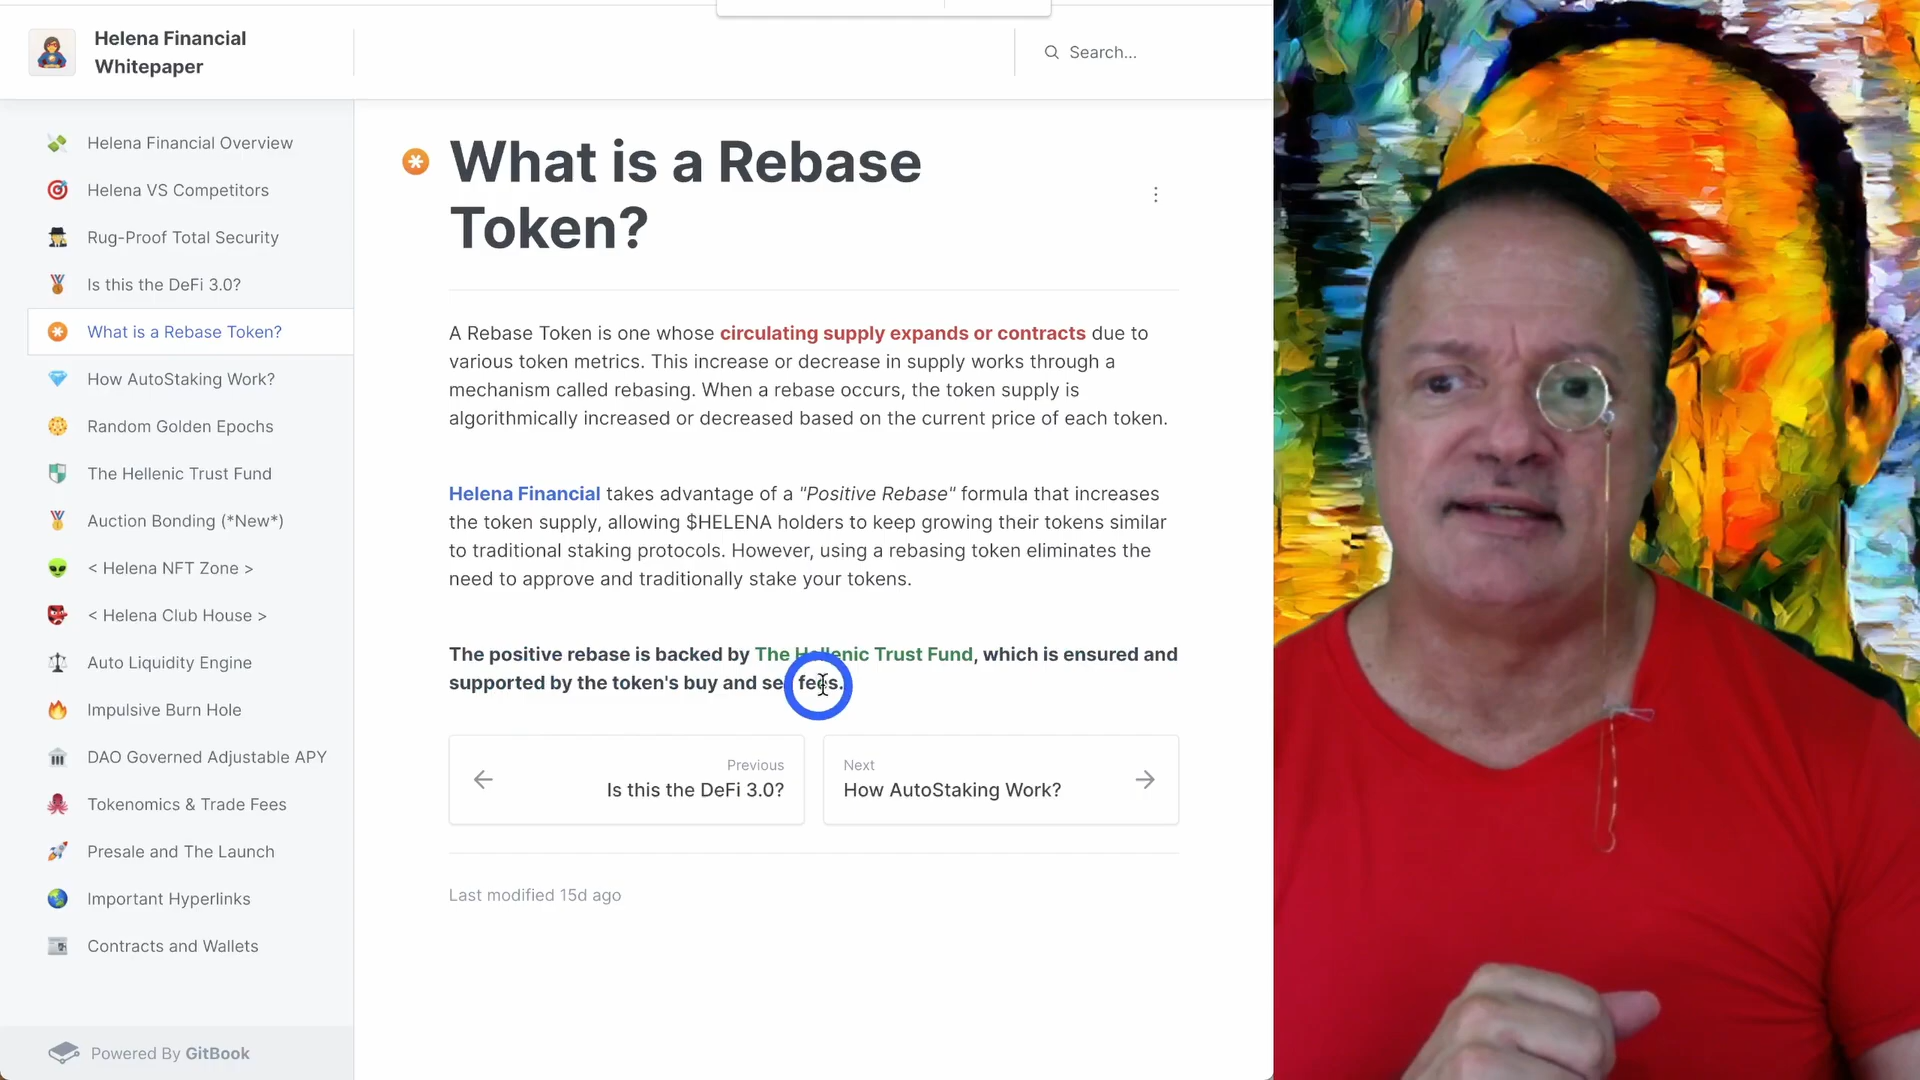 Helena Financial
Whitepaper
Search...
Helena Financial Overview
Helena VS Competitors
Rug-Proof Total Security
Is this the DeFi 3.0?
What is a Rebase Token?
How AutoStaking Work?
Random Golden Epochs
The Hellenic Trust Fund
Auction Bonding (*New*)
< Helena NFT Zone >
< Helena Club House >
Auto Liquidity Engine
Impulsive Burn Hole
DAO Governed Adjustable APY
Tokenomics & Trade Fees
Presale and The Launch
Important Hyperlinks
Contracts and Wallets
Powered By GitBook
What is a Rebase
Token?
A Rebase Token is one whose circulating supply expands or contracts due to
various token metrics. This increase or decrease in supply works through a
mechanism called rebasing. When a rebase occurs, the token supply is
algorithmically increased or decreased based on the current price of each token.
Helena Financial takes advantage of a "Positive Rebase" formula that increases
the token supply, allowing $HELENA holders to keep growing their tokens similar
to traditional staking protocols. However, using a rebasing token eliminates the
need to approve and traditionally stake your tokens.
The positive rebase is backed by The Hellenic Trust Fund, which is ensured and
supported by the token's buy and sell fees.
Previous
Is this the DeFi 3.0?
Next
How AutoStaking Work?
Last modified 15d ago